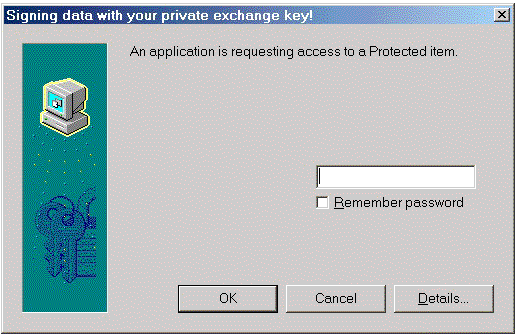 Signing data with your private exchange key!
An application is requesting access to a Protected item.
Remember password
OK Cancel Details...